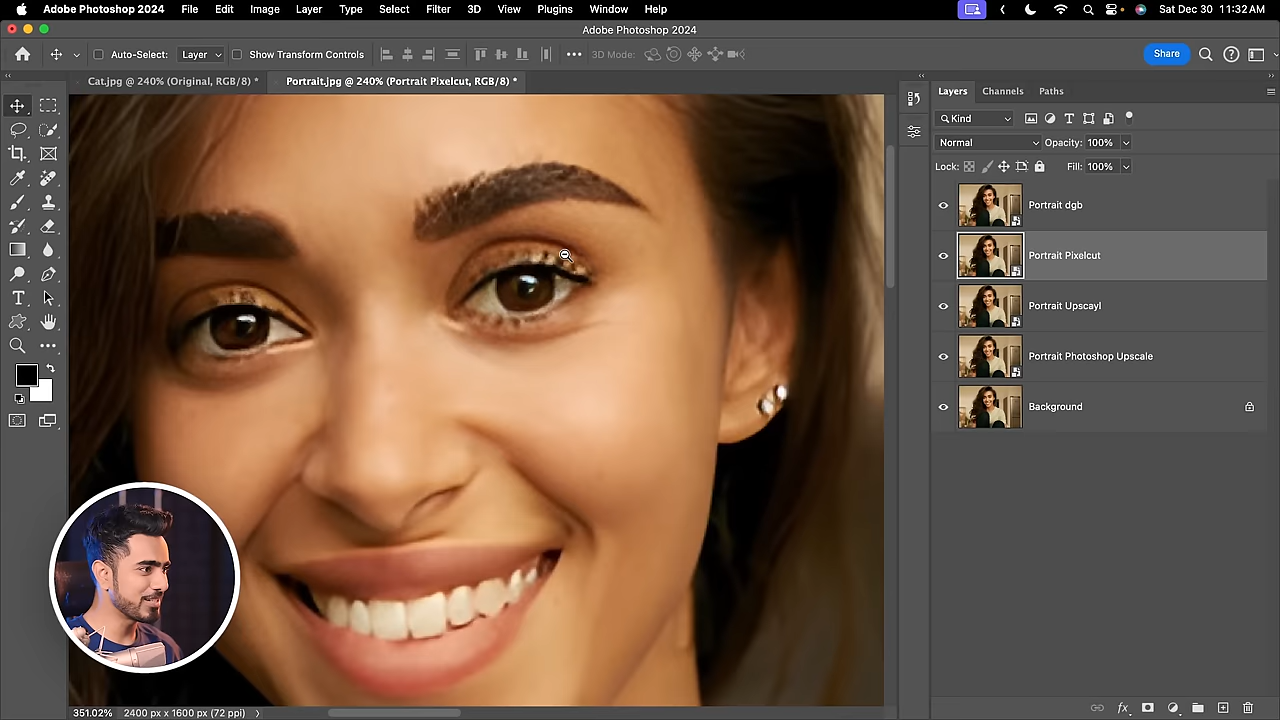 Adobe Photoshop 2024 File Edit Image Layer Type Select Filter 3D View Plugins Window Help Sat Dec 30 11:32 AM
Adobe Photoshop 2024
Auto-Select: Layer Show Transform Controls 3D Mode: Share
Cat.jpg @ 240% (Original, RGB/8) * Portrait.jpg @ 240% (Portrait Pixelcut, RGB/8) *
Layers Channels Paths
Kind
Normal Opacity: 100%
Lock: Fill: 100%
Portrait dgb
Portrait Pixelcut
Portrait Upscayl
Portrait Photoshop Upscale
Background
351.02% 2400 px x 1600 px (72 ppi)